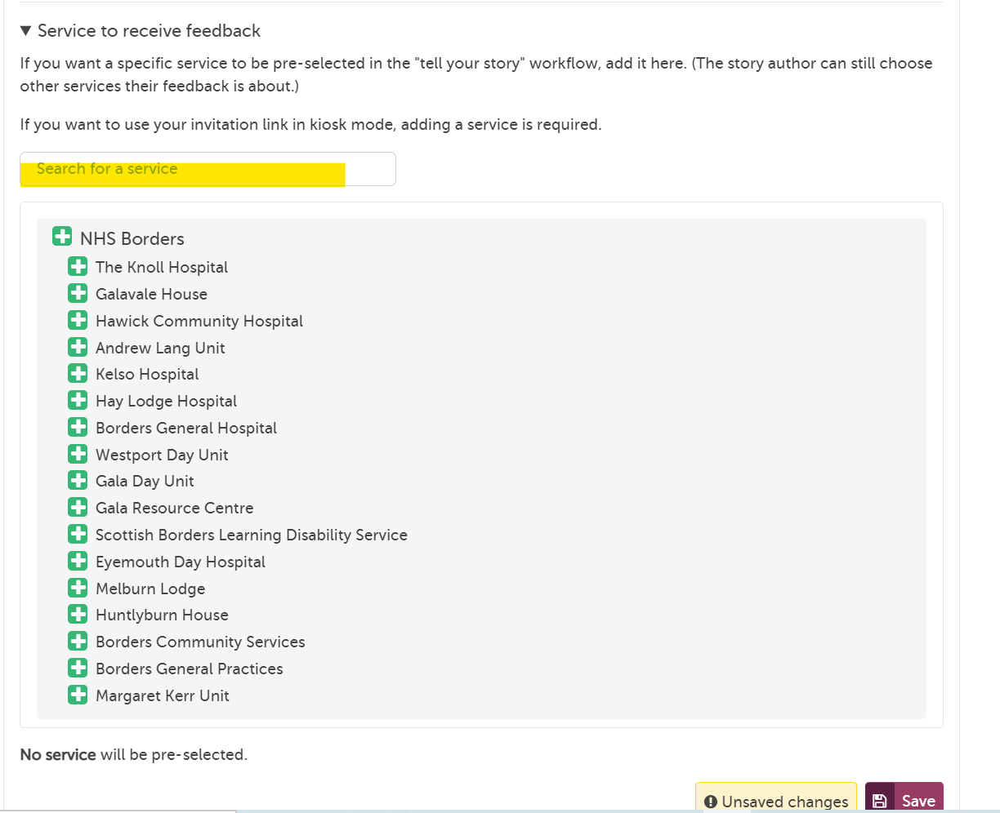 Service to receive feedback
If you want a specific service to be pre-selected in the "tell your story" workflow, add it here. (The story author can still choose
other services their feedback is about.)
If you want to use your invitation link in kiosk mode, adding a service is required.
Search for a service
NHS Borders
The Knoll Hospital
Galavale House
Hawick Community Hospital
Andrew Lang Unit
Kelso Hospital
Hay Lodge Hospital
Borders General Hospital
Westport Day Unit
Gala Day Unit
Gala Resource Centre
Scottish Borders Learning Disability Service
Eyemouth Day Hospital
Melburn Lodge
Huntlyburn House
Borders Community Services
Borders General Practices
Margaret Kerr Unit
No service will be pre-selected.
Unsaved changes Save